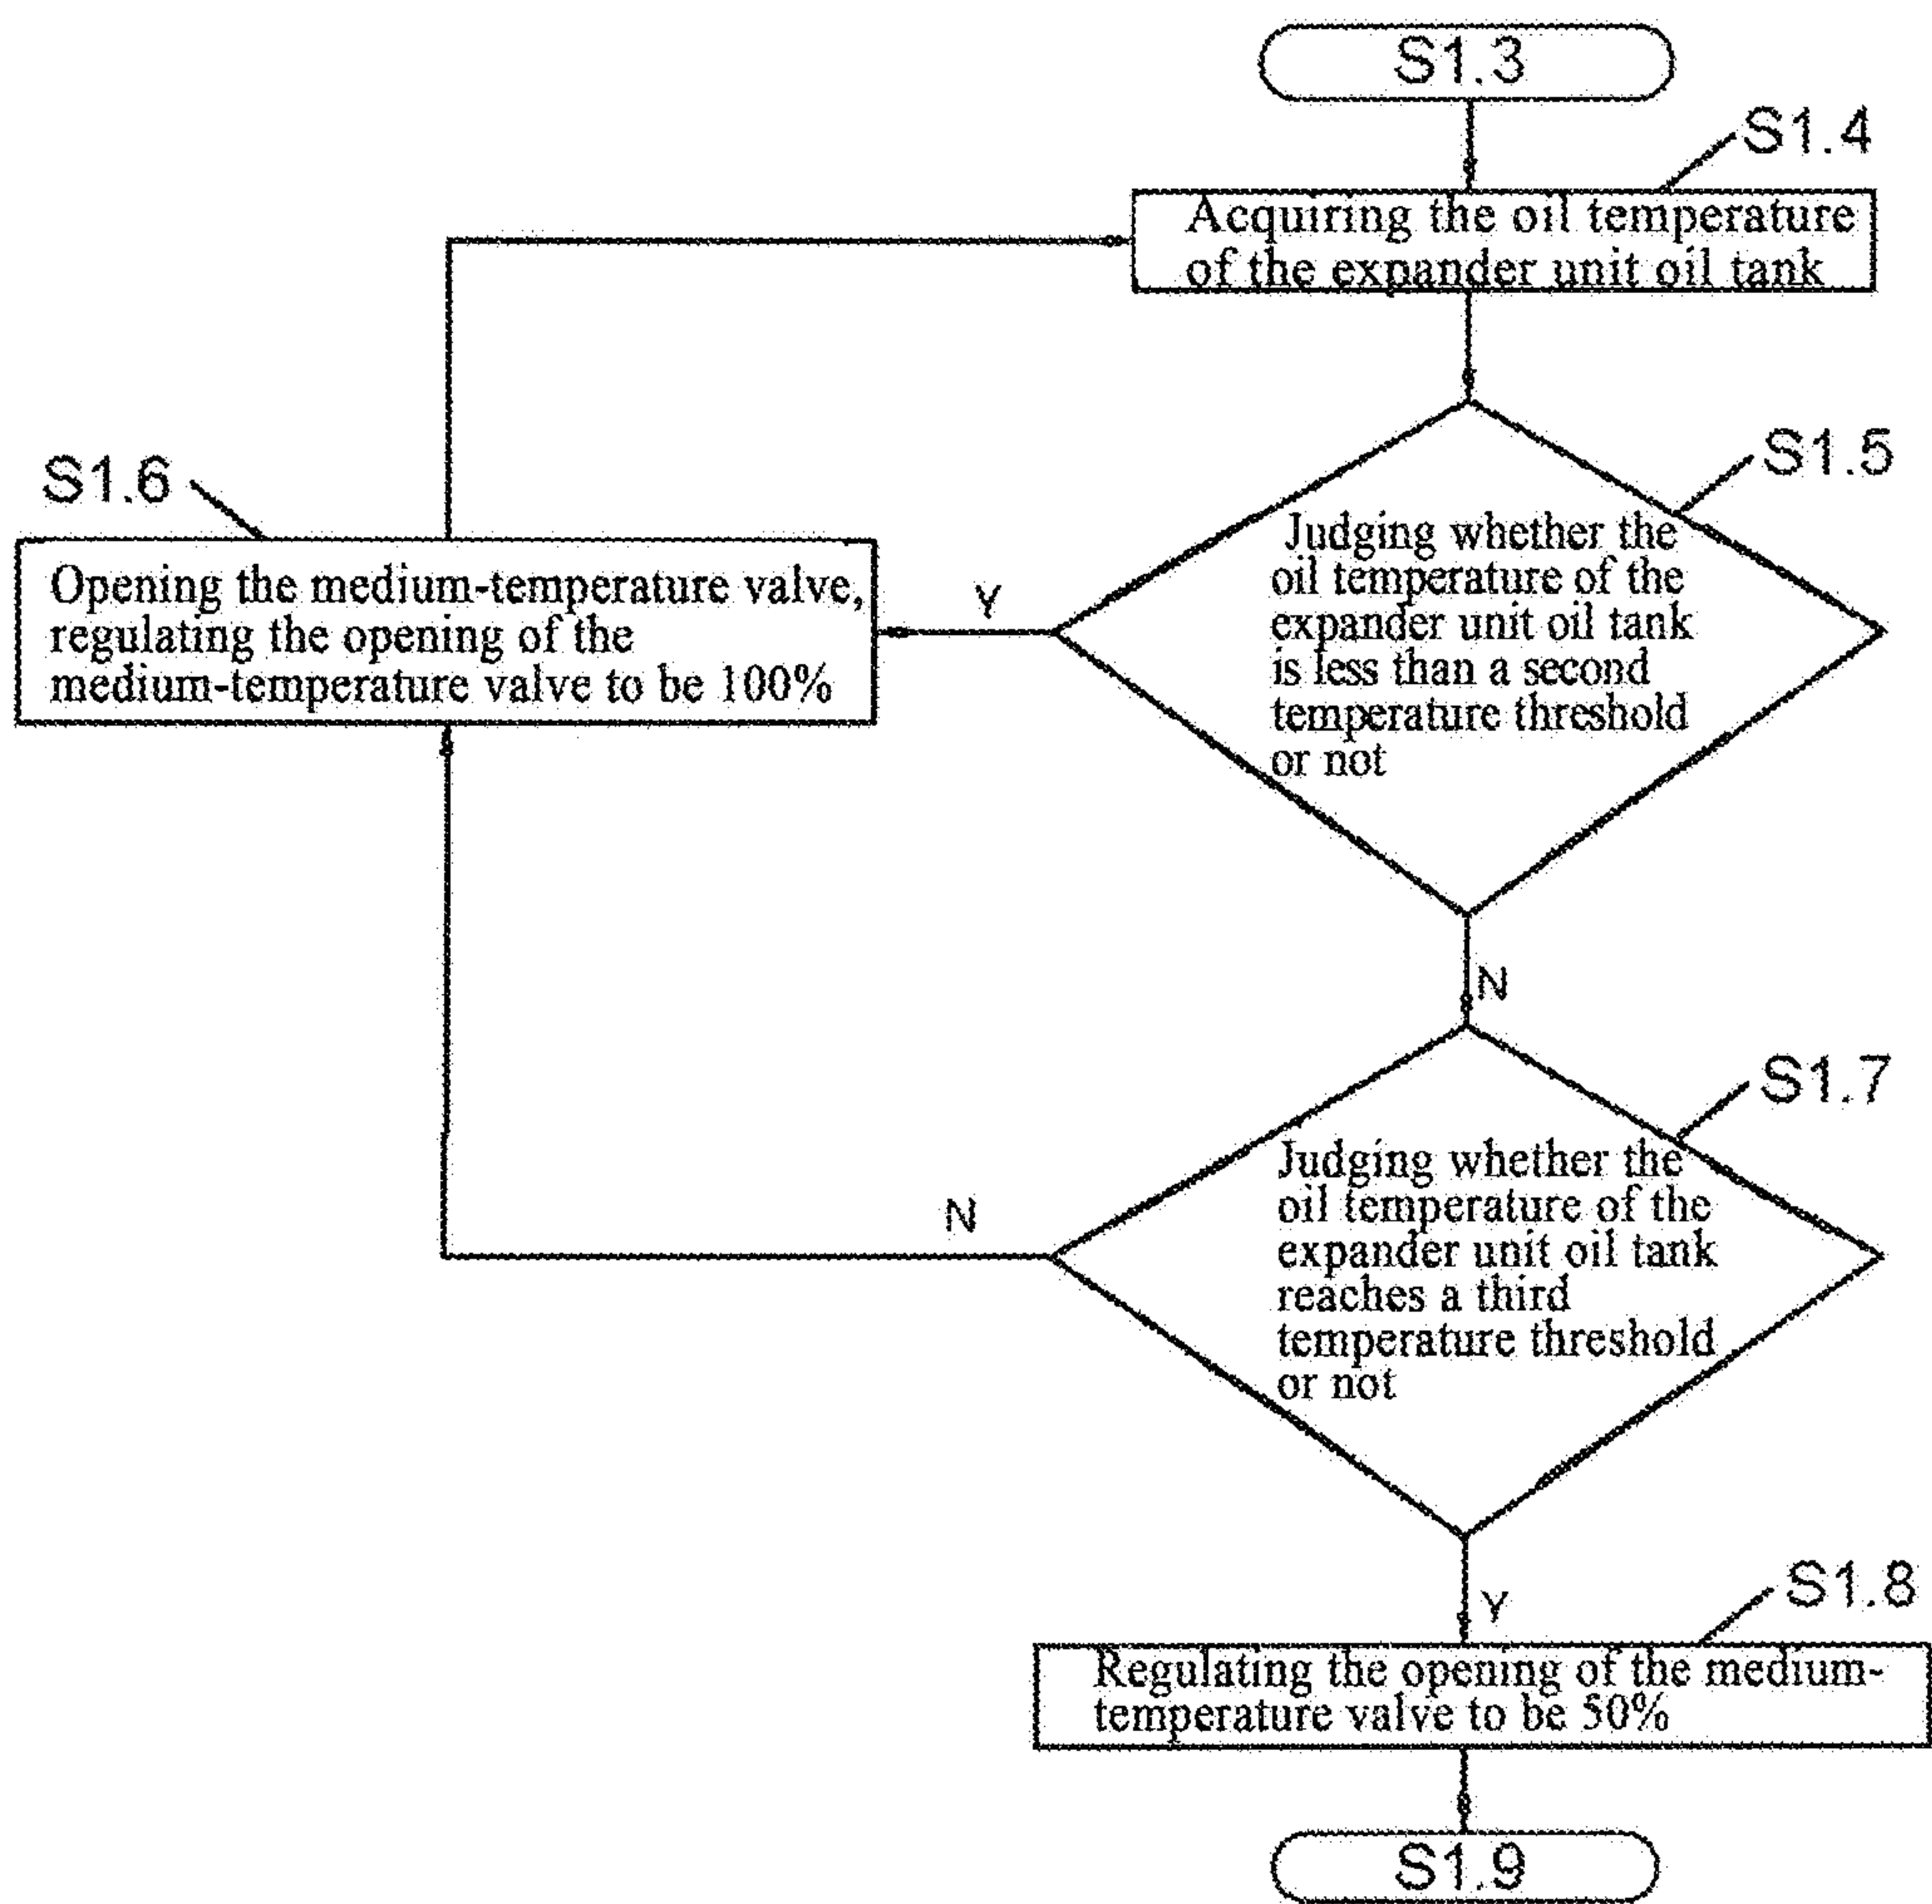 S1.3
S1.4
Acquiring the oil temperature
of the expander unit oil tank
S1.5
Judging whether the
oil temperature of the
expander unit oil tank
is less than a second
temperature threshold
or not
Y
S1.6
Opening the medium-temperature valve,
regulating the opening of the
medium-temperature valve to be 100%
N
S1.7
Judging whether the
oil temperature of the
expander unit oil tank
reaches a third
temperature threshold
or not
N
Y
S1.8
Regulating the opening of the medium-
temperature valve to be 50%
S1.9